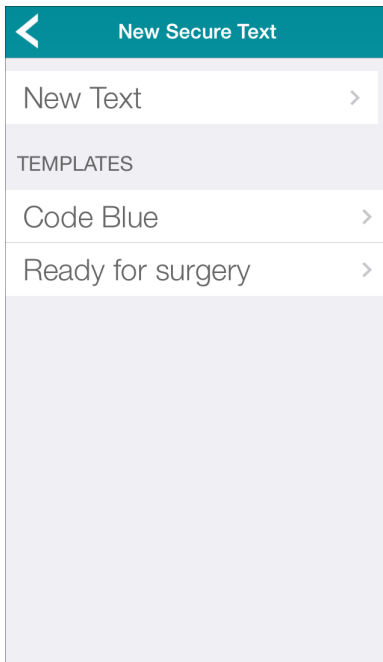 New Secure Text
New Text
TEMPLATES
Code Blue
Ready for surgery